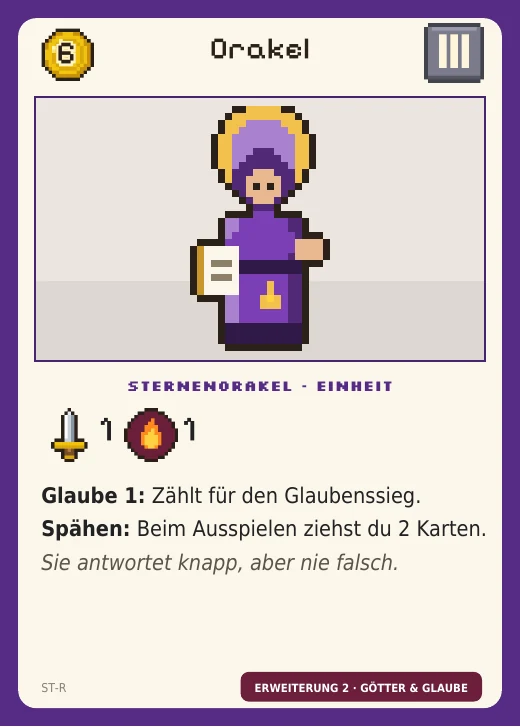 6 Orakel III
STERNENORAKEL - EINHEIT
1 1
Glaube 1: Zählt für den Glaubenssieg.
Spähen: Beim Ausspielen ziehst du 2 Karten.
Sie antwortet knapp, aber nie falsch.
ST-R ERWEITERUNG 2 · GÖTTER & GLAUBE